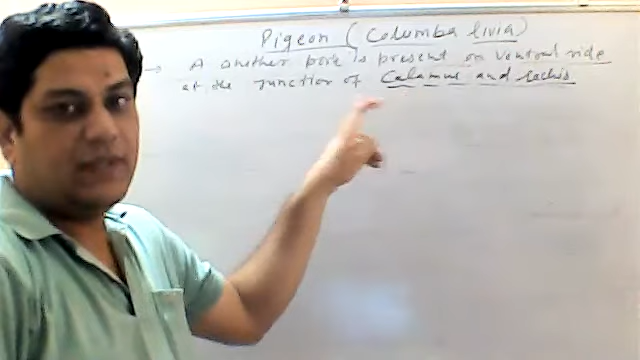 Pigeon (Columba livia)
→ A another pore is present on ventral side
at the junction of Calamus and rachis